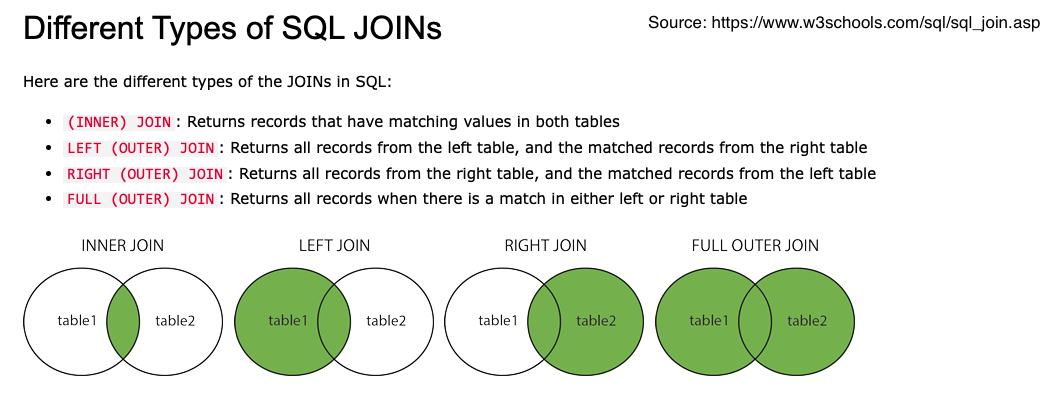 Different Types of SQL JOINs
Source: https://www.w3schools.com/sql/sql_join.asp
Here are the different types of the JOINs in SQL:
(INNER) JOIN: Returns records that have matching values in both tables
LEFT (OUTER) JOIN: Returns all records from the left table, and the matched records from the right table
RIGHT (OUTER) JOIN: Returns all records from the right table, and the matched records from the left table
FULL (OUTER) JOIN: Returns all records when there is a match in either left or right table
INNER JOIN
LEFT JOIN
RIGHT JOIN
FULL OUTER JOIN
table1
table2
table1
table2
table1
table2
table1
table2